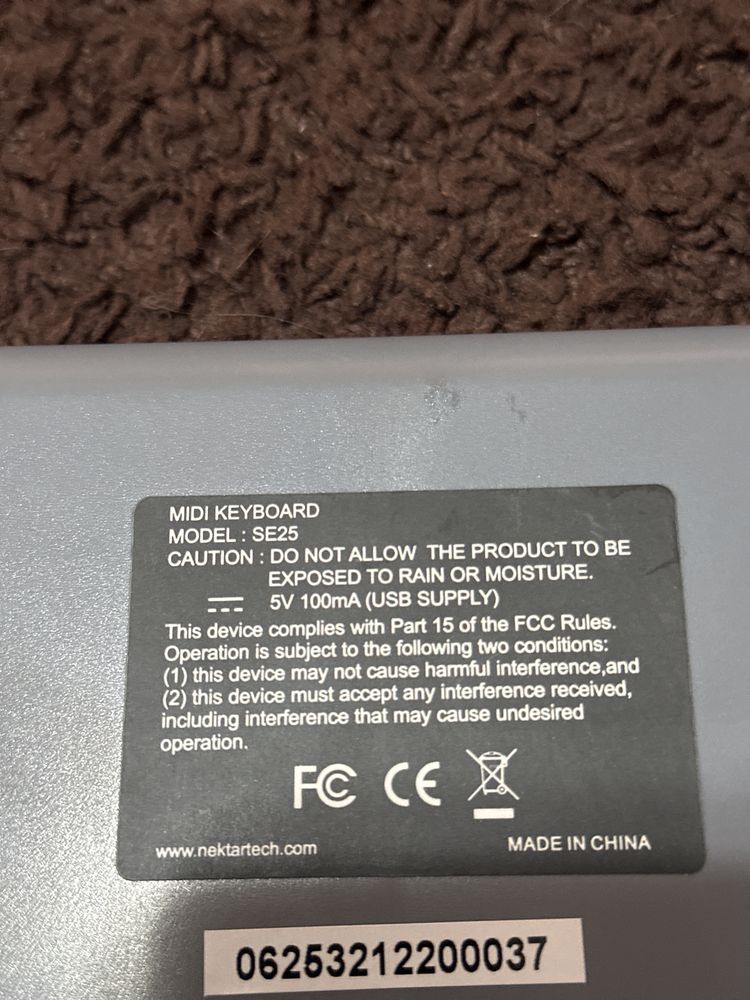 MIDI KEYBOARD
MODEL : SE25
CAUTION : DO NOT ALLOW THE PRODUCT TO BE
EXPOSED TO RAIN OR MOISTURE.
5V 100mA (USB SUPPLY)
This device complies with Part 15 of the FCC Rules.
Operation is subject to the following two conditions:
(1) this device may not cause harmful interference,and
(2) this device must accept any interference received,
including interference that may cause undesired
operation.
FC CE
www.nektartech.com MADE IN CHINA
06253212200037